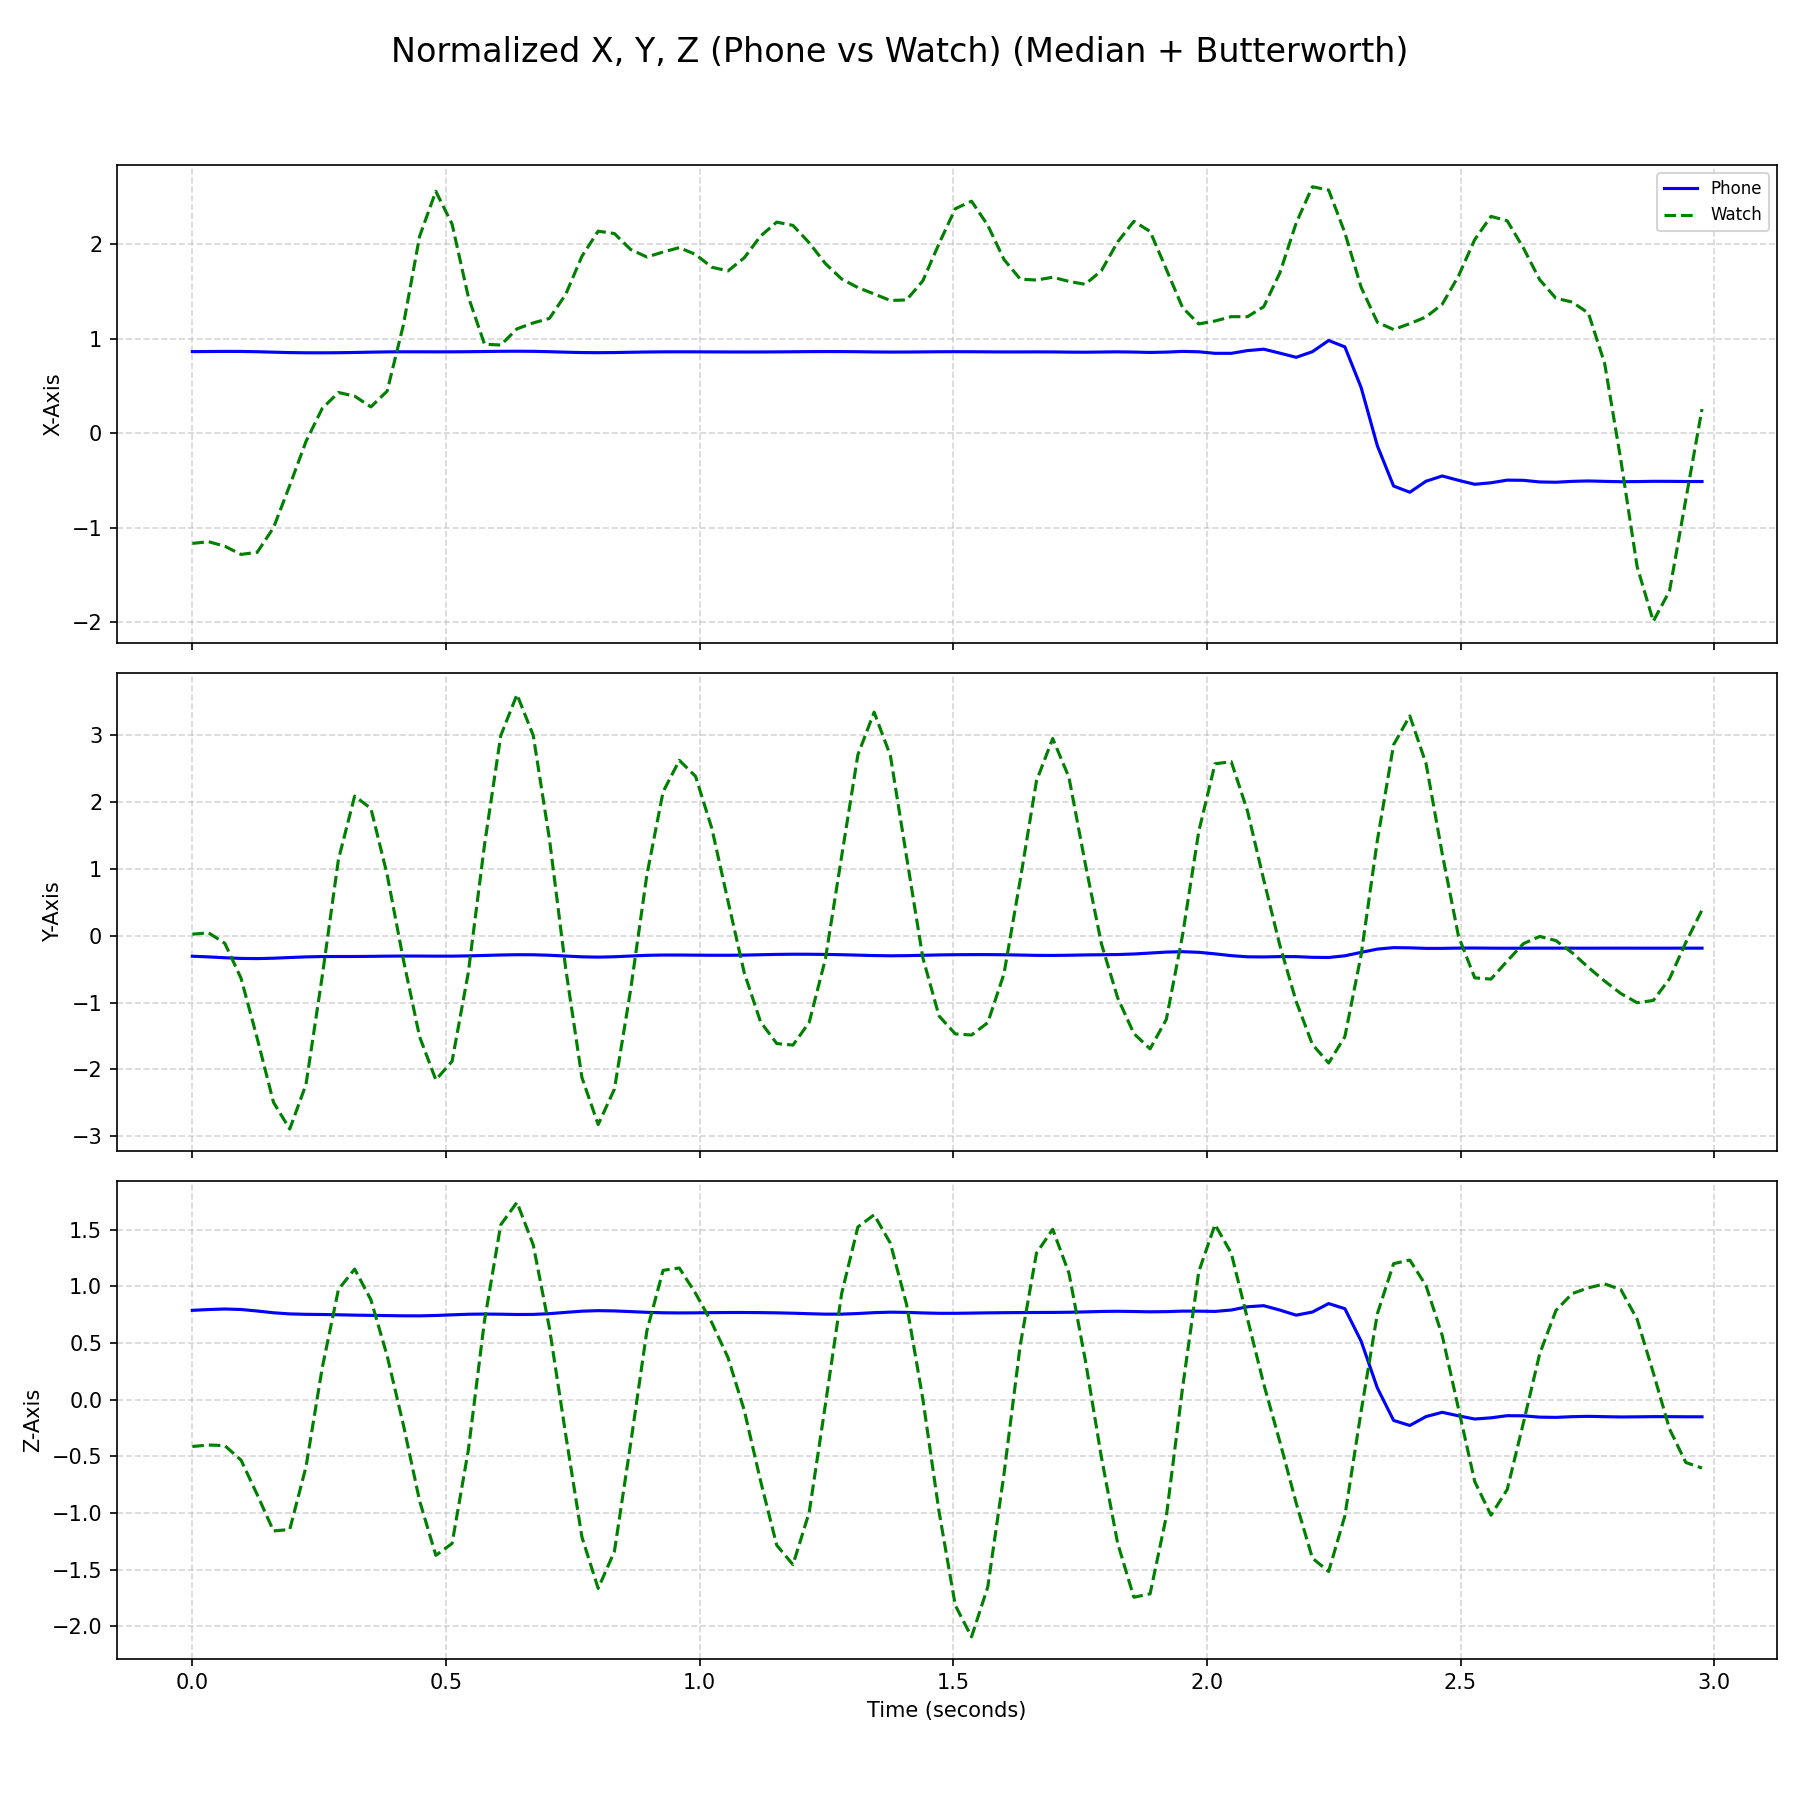 Normalized X, Y, Z (Phone vs Watch) (Median + Butterworth)
Phone
Watch
X-Axis
2
1
0
−1
−2
Y-Axis
3
2
1
0
−1
−2
−3
Z-Axis
1.5
1.0
0.5
0.0
−0.5
−1.0
−1.5
−2.0
0.0 0.5 1.0 1.5 2.0 2.5 3.0
Time (seconds)